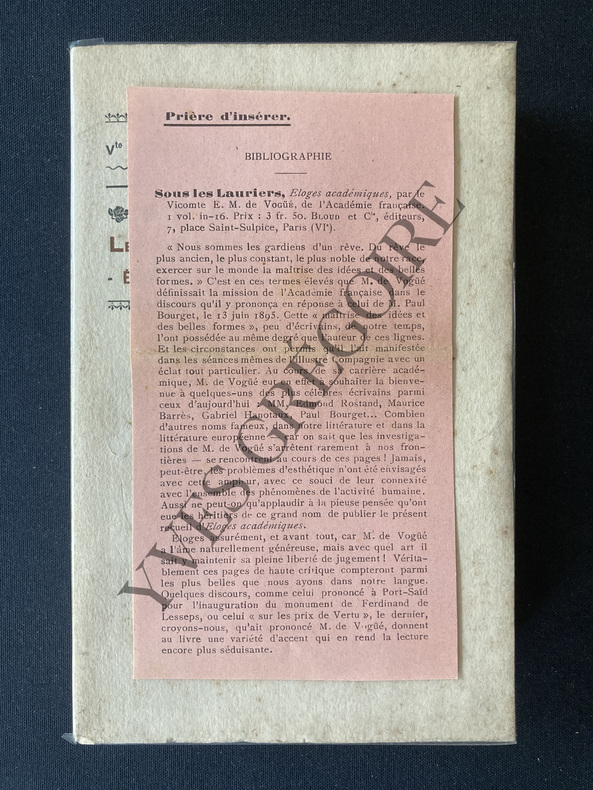 Prière d'insérer.
BIBLIOGRAPHIE
Sous les Lauriers, Eloges académiques, par le
Vicomte E. M. de Vogüé, de l'Académie française.
1 vol. in-16. Prix : 3 fr. 50. BLOUD et Cie, éditeurs,
7, place Saint-Sulpice, Paris (VIe).
« Nous sommes les gardiens d'un rêve. Du rêve le
plus ancien, le plus constant, le plus noble de notre race,
exercer sur le monde la maîtrise des idées et des belles
formes. » C'est en ces termes élevés que M. de Vogüé
définissait la mission de l'Académie française dans le
discours qu'il y prononça en réponse à celui de M. Paul
Bourget, le 13 juin 1895. Cette « maîtrise des idées et
des belles formes », peu d'écrivains, de notre temps,
l'ont possédée au même degré que l'auteur de ces lignes.
Et les circonstances ont permis qu'il l'ait manifestée
dans les séances mêmes de l'illustre Compagnie avec un
éclat tout particulier. Au cours de sa carrière acadé-
mique, M. de Vogüé eut en effet à souhaiter la bienve-
nue à quelques-uns des plus célèbres écrivains parmi
ceux d'aujourd'hui : MM. Edmond Rostand, Maurice
Barrès, Gabriel Hanotaux, Paul Bourget... Combien
d'autres noms fameux, dans notre littérature et dans la
littérature européenne — car on sait que les investiga-
tions de M. de Vogüé s'arrêtent rarement à nos fron-
tières — se rencontrent au cours de ces pages ! Jamais,
peut-être, les problèmes d'esthétique n'ont été envisagés
avec cette ampleur, avec ce souci de leur connexité
avec l'ensemble des phénomènes de l'activité humaine.
Aussi ne peut-on qu'applaudir à la pieuse pensée qu'ont
eue les héritiers de ce grand nom de publier le présent
recueil d'Eloges académiques.
Eloges assurément, et avant tout, car M. de Vogüé
a l'âme naturellement généreuse, mais avec quel art il
sait y maintenir sa pleine liberté de jugement ! Vérita-
blement ces pages de haute critique compteront parmi
les plus belles que nous ayons dans notre langue.
Quelques discours, comme celui prononcé à Port-Saïd
pour l'inauguration du monument de Ferdinand de
Lesseps, ou celui « sur les prix de Vertu », le dernier,
croyons-nous, qu'ait prononcé M. de Vogüé, donnent
au livre une variété d'accent qui en rend la lecture
encore plus séduisante.
Vte
YVES GRÉGOIRE